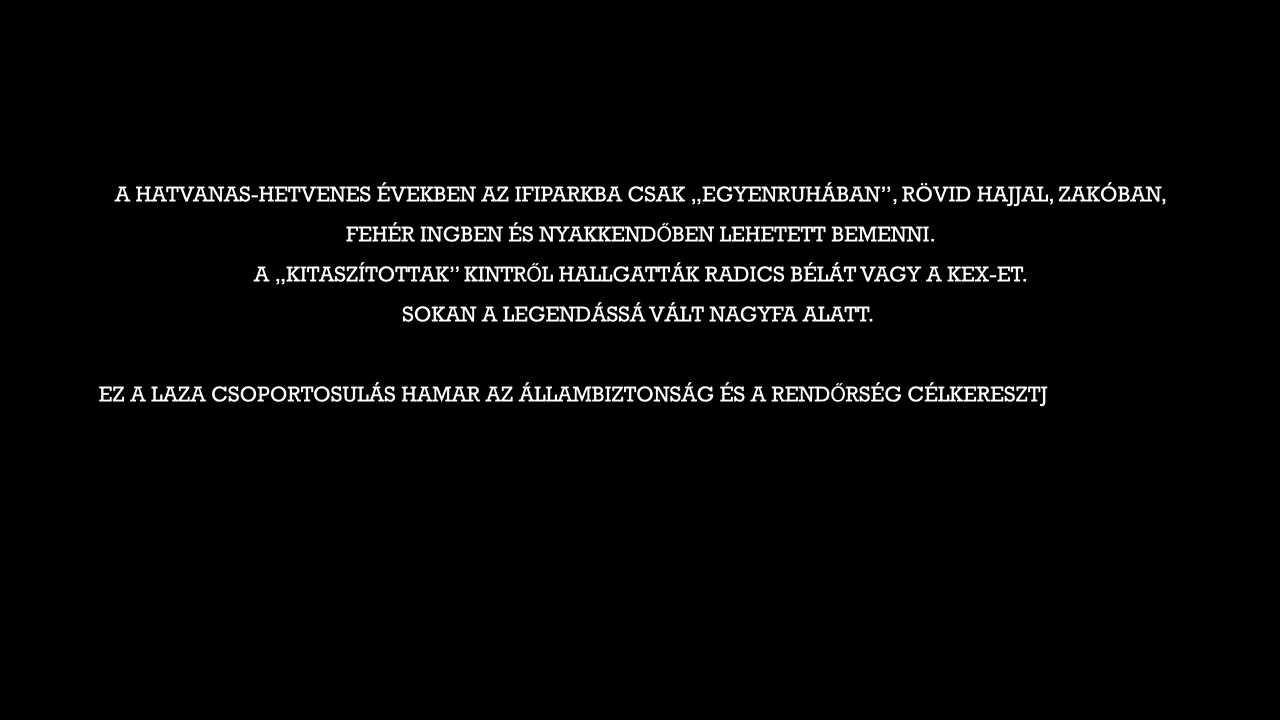 A HATVANAS-HETVENES ÉVEKBEN AZ IFIPARKBA CSAK „EGYENRUHÁBAN”, RÖVID HAJJAL, ZAKÓBAN,
FEHÉR INGBEN ÉS NYAKKENDŐBEN LEHETETT BEMENNI.
A „KITASZÍTOTTAK” KINTRŐL HALLGATTÁK RADICS BÉLÁT VAGY A KEX-ET.
SOKAN A LEGENDÁSSÁ VÁLT NAGYFA ALATT.
EZ A LAZA CSOPORTOSULÁS HAMAR AZ ÁLLAMBIZTONSÁG ÉS A RENDŐRSÉG CÉLKERESZTJ